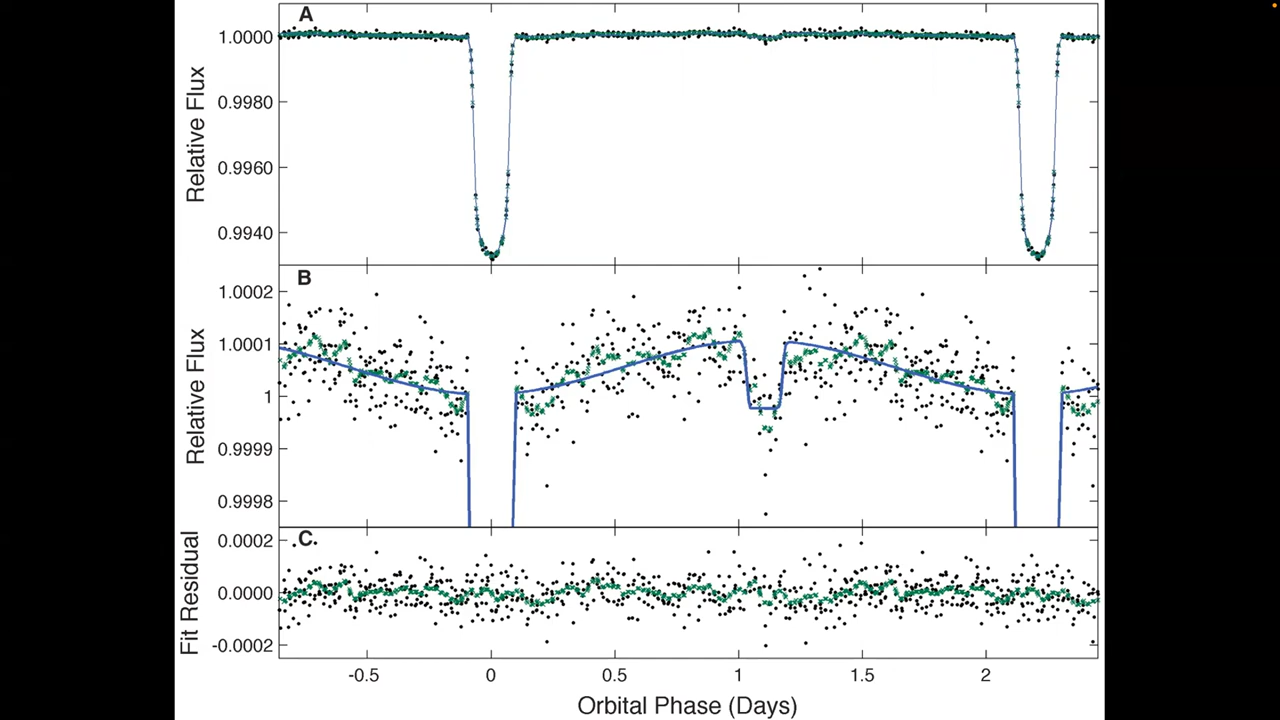 A
1.0000
0.9980
0.9960
0.9940
Relative Flux
B
1.0002
1.0001
1
0.9999
0.9998
Relative Flux
C
0.0002
0.0000
-0.0002
Fit Residual
-0.5 0 0.5 1 1.5 2
Orbital Phase (Days)